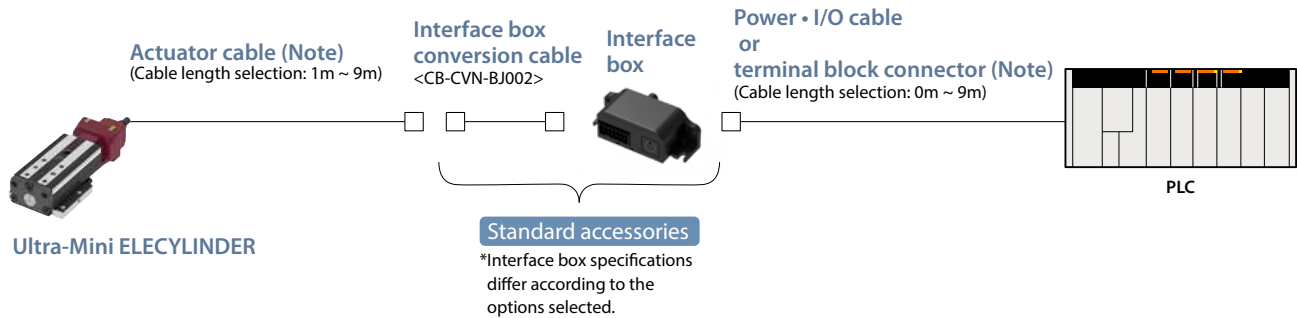 Actuator cable (Note)
(Cable length selection: 1m ~ 9m)
Interface box
conversion cable
<CB-CVN-BJ002>
Interface
box
Power • I/O cable
or
terminal block connector (Note)
(Cable length selection: 0m ~ 9m)
PLC
Ultra-Mini ELECYLINDER
Standard accessories
*Interface box specifications
differ according to the
options selected.